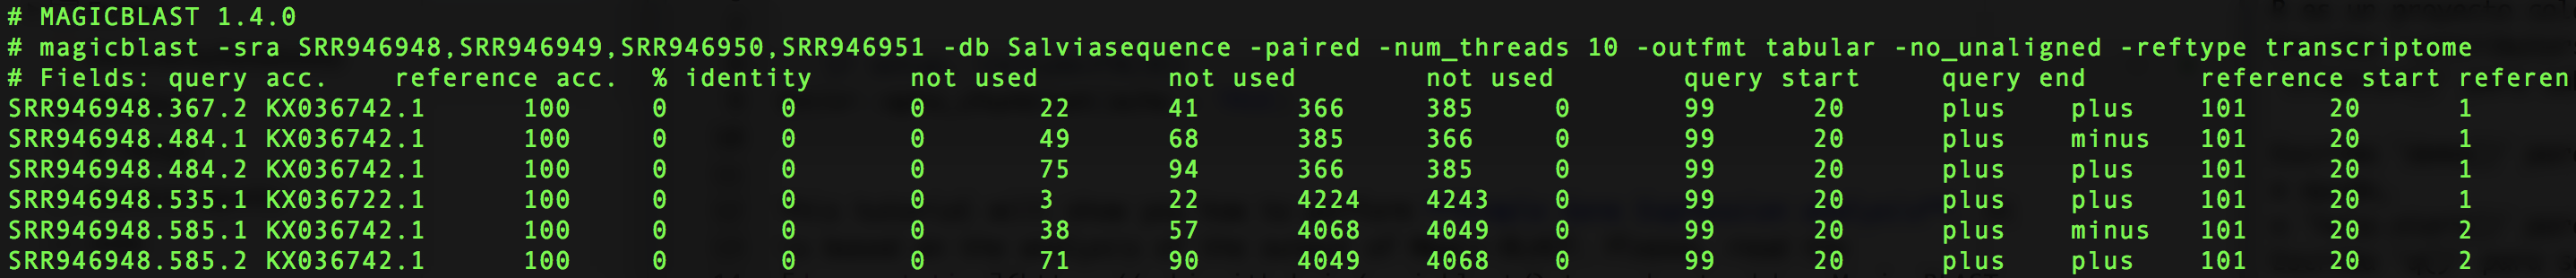 # MAGICBLAST 1.4.0
# magicblast -sra SRR946948,SRR946949,SRR946950,SRR946951 -db Salviasequence -paired -num_threads 10 -outfmt tabular -no_unaligned -reftype transcriptome
# Fields: query acc. reference acc. % identity not used not used not used query start query end reference start referen
SRR946948.367.2 KX036742.1 100 0 0 0 22 41 366 385 0 99 20 plus plus 101 20 1
SRR946948.484.1 KX036742.1 100 0 0 0 49 68 385 366 0 99 20 plus minus 101 20 1
SRR946948.484.2 KX036742.1 100 0 0 0 75 94 366 385 0 99 20 plus plus 101 20 1
SRR946948.535.1 KX036722.1 100 0 0 0 3 22 4224 4243 0 99 20 plus plus 101 20 1
SRR946948.585.1 KX036742.1 100 0 0 0 38 57 4068 4049 0 99 20 plus minus 101 20 2
SRR946948.585.2 KX036742.1 100 0 0 0 71 90 4049 4068 0 99 20 plus plus 101 20 2